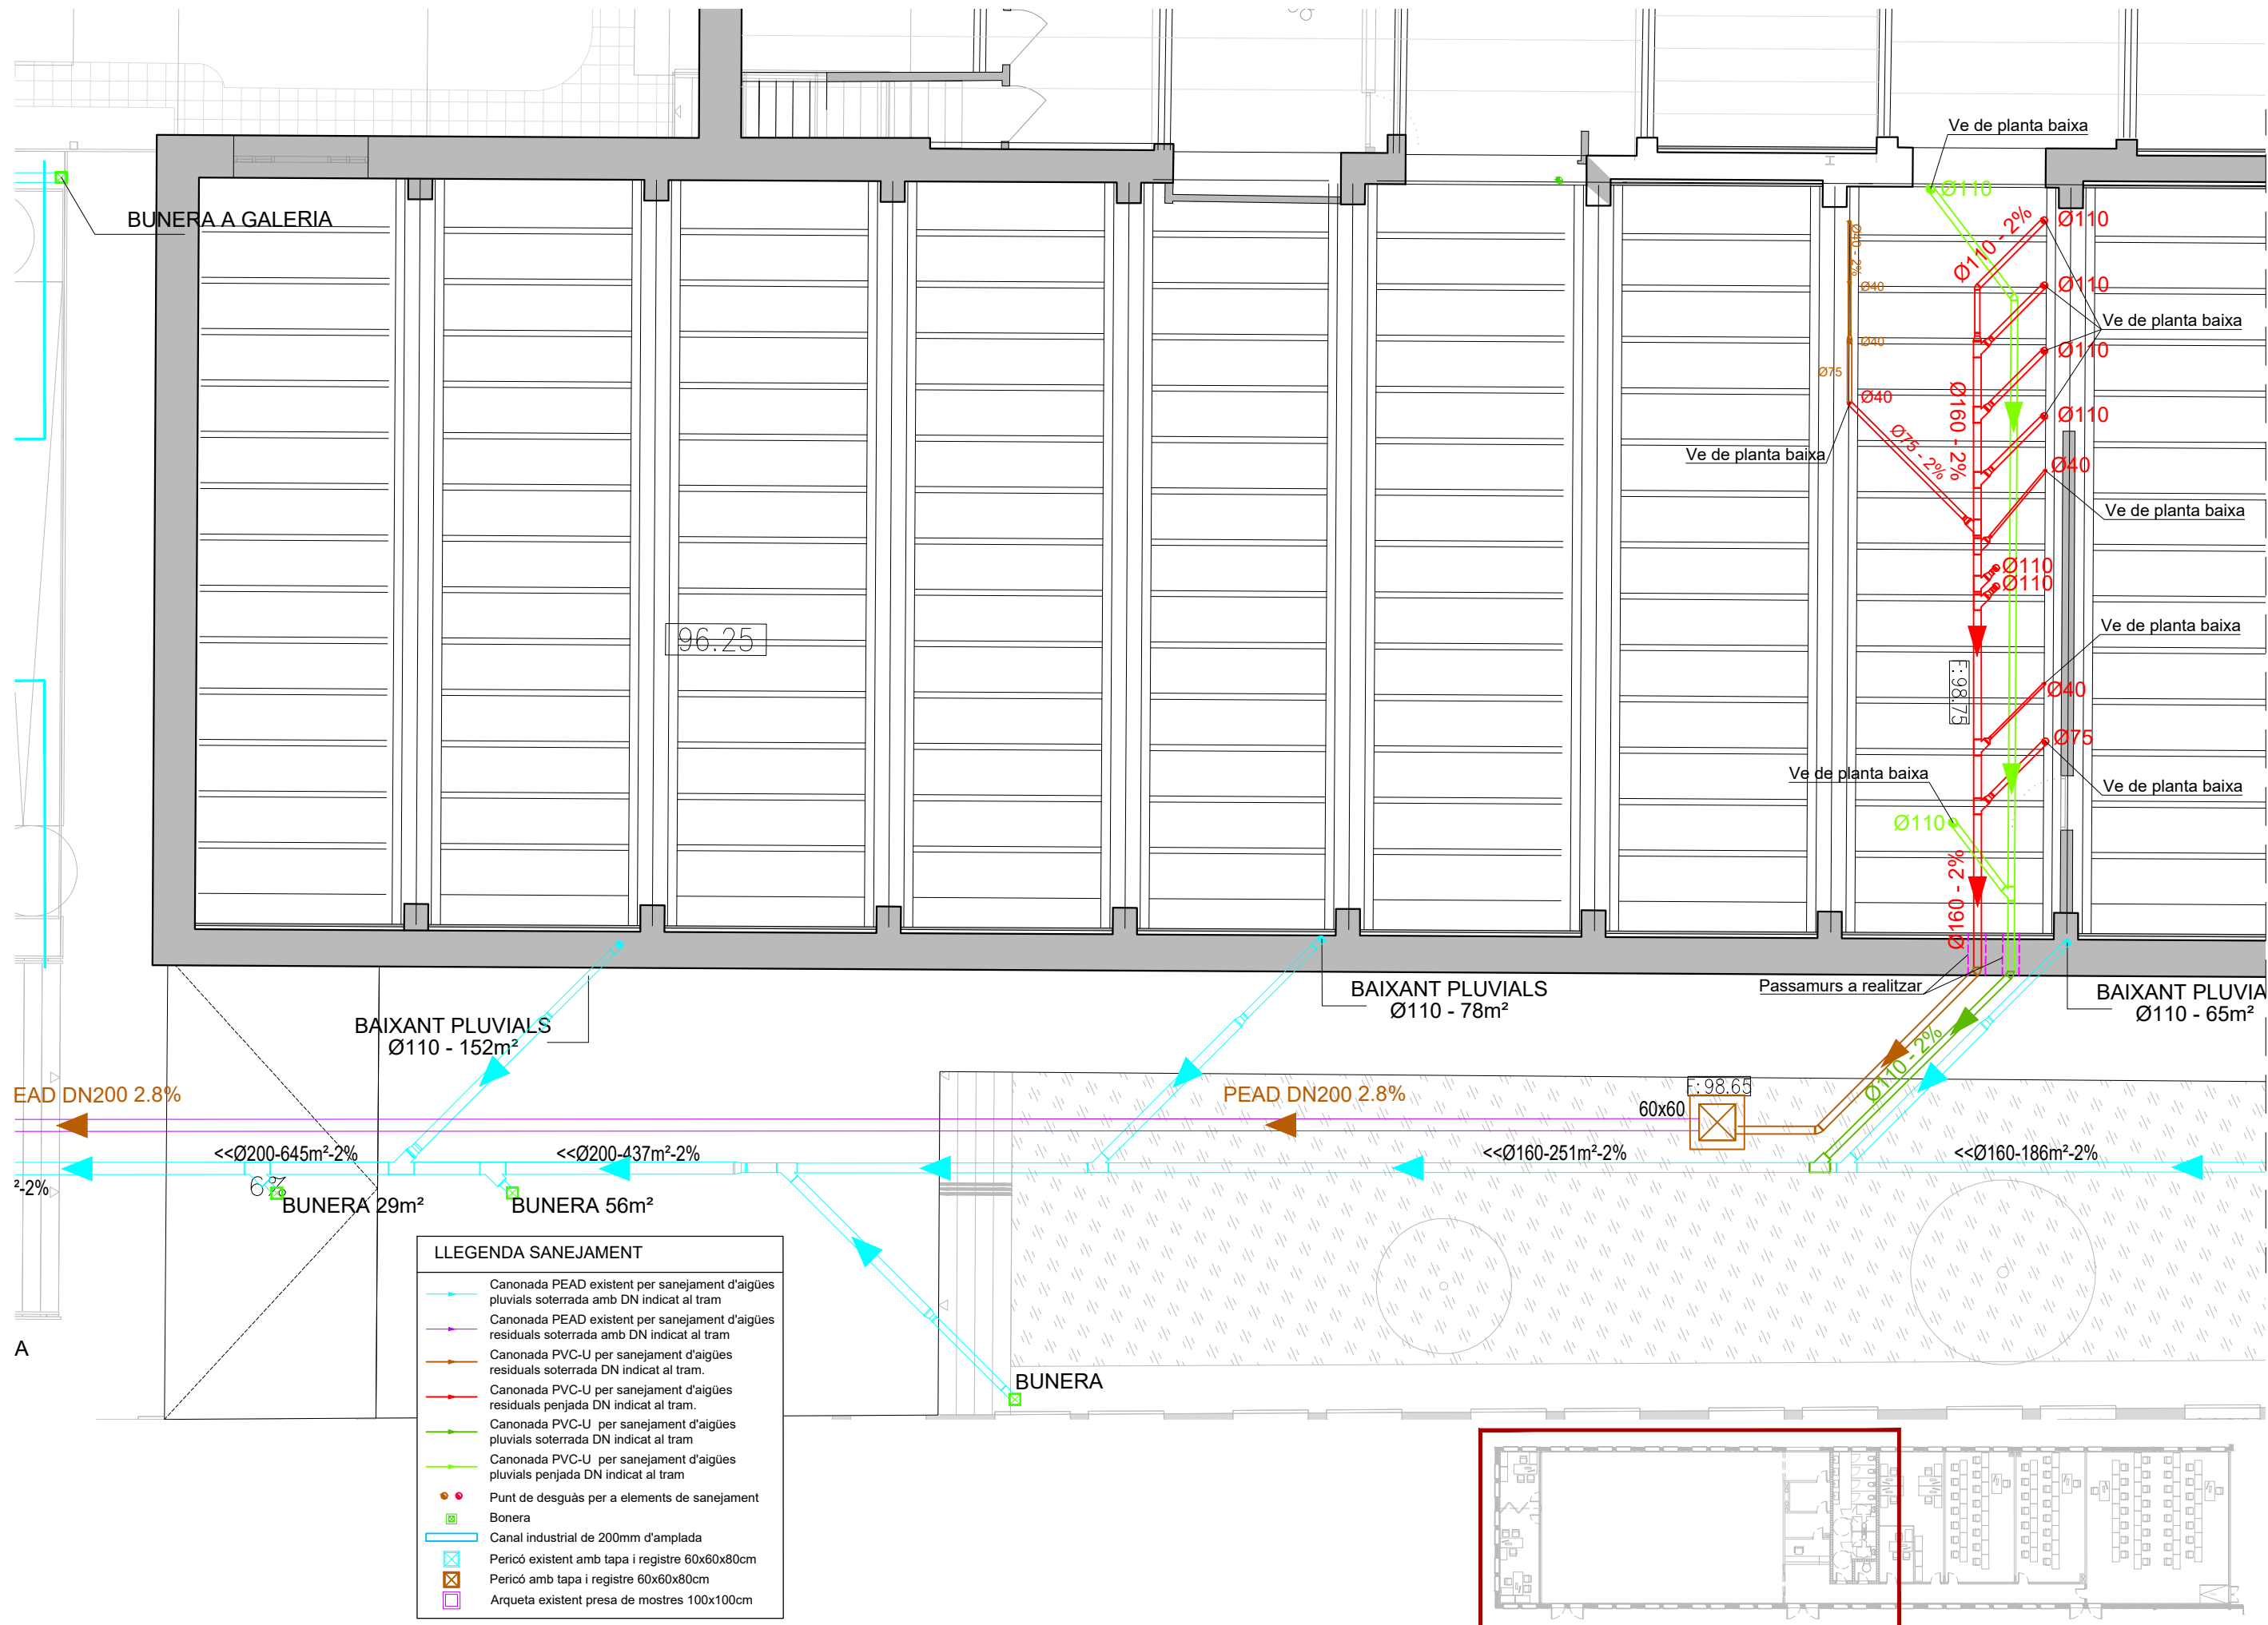 Ve de planta baixa
Ø110
BUNERA A GALERIA
Ø110 - 2%
Ø110
Ø40 - 2%
Ø40
Ø110
Ve de planta baixa
Ø40
Ø110
Ø75
Ø40
Ø160 - 2%
Ø110
Ve de planta baixa
Ø75 - 2%
Ø40
Ve de planta baixa
Ø110
Ø110
96.25
Ve de planta baixa
F:98.75
Ø40
Ø75
Ve de planta baixa
Ve de planta baixa
Ø110
Ø160 - 2%
Passamurs a realitzar
BAIXANT PLUVIALS
Ø110 - 152m²
BAIXANT PLUVIALS
Ø110 - 78m²
BAIXANT PLUVIA
Ø110 - 65m²
Ø110 - 2%
EAD DN200 2.8%
PEAD DN200 2.8%
F:98.65
60x60
<<Ø200-645m²-2%
<<Ø200-437m²-2%
<<Ø160-251m²-2%
<<Ø160-186m²-2%
²-2%
6%
BUNERA 29m²
BUNERA 56m²
A
BUNERA
LLEGENDA SANEJAMENT
Canonada PEAD existent per sanejament d'aigües
pluvials soterrada amb DN indicat al tram
Canonada PEAD existent per sanejament d'aigües
residuals soterrada amb DN indicat al tram
Canonada PVC-U per sanejament d'aigües
residuals soterrada DN indicat al tram.
Canonada PVC-U per sanejament d'aigües
residuals penjada DN indicat al tram.
Canonada PVC-U per sanejament d'aigües
pluvials soterrada DN indicat al tram
Canonada PVC-U per sanejament d'aigües
pluvials penjada DN indicat al tram
Punt de desguàs per a elements de sanejament
Bonera
Canal industrial de 200mm d'amplada
Pericó existent amb tapa i registre 60x60x80cm
Pericó amb tapa i registre 60x60x80cm
Arqueta existent presa de mostres 100x100cm